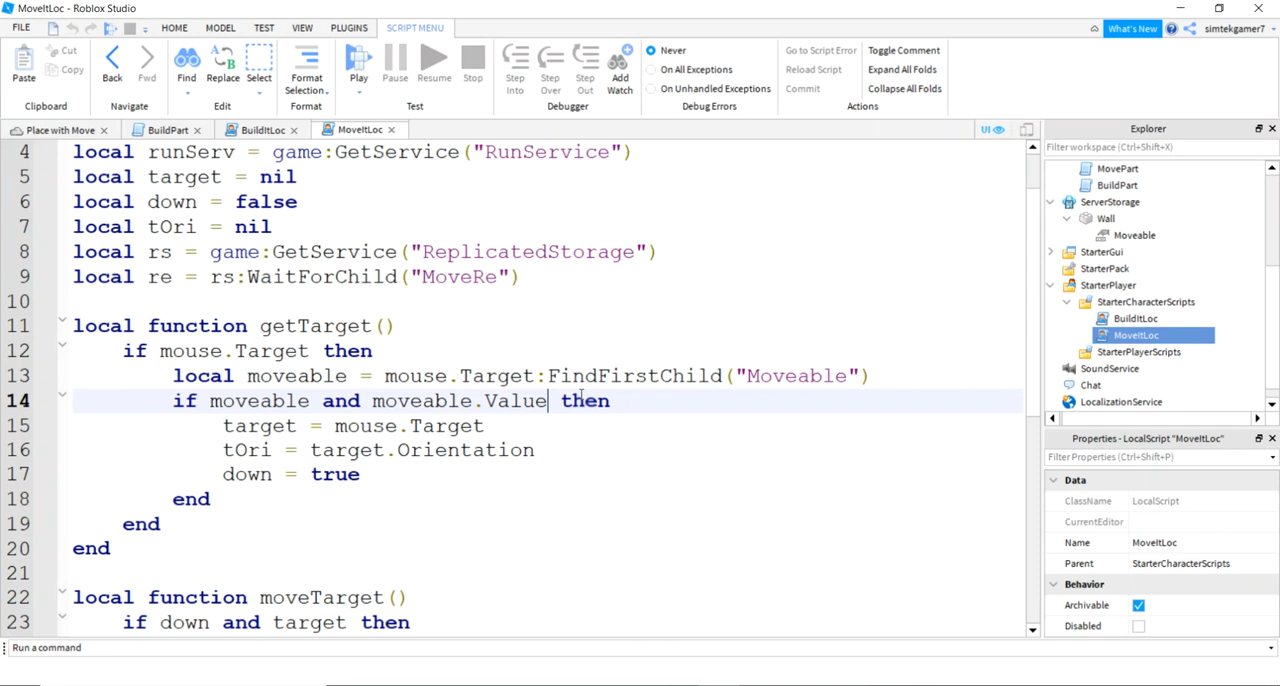 MoveItLoc - Roblox Studio
FILE HOME MODEL TEST VIEW PLUGINS SCRIPT MENU What's New simtekgamer7
Paste Cut Copy Back Fwd Find Replace Select Format Selection Play Pause Resume Stop Step Into Step Over Step Out Add Watch
Never On All Exceptions On Unhandled Exceptions
Go to Script Error Reload Script Commit
Toggle Comment Expand All Folds Collapse All Folds
Clipboard Navigate Edit Format Test Debugger Debug Errors Actions
Place with Move BuildPart BuildItLoc MoveItLoc UI
4 local runServ = game:GetService("RunService")
5 local target = nil
6 local down = false
7 local tOri = nil
8 local rs = game:GetService("ReplicatedStorage")
9 local re = rs:WaitForChild("MoveRe")
10
11 local function getTarget()
12 if mouse.Target then
13 local moveable = mouse.Target:FindFirstChild("Moveable")
14 if moveable and moveable.Value then
15 target = mouse.Target
16 tOri = target.Orientation
17 down = true
18 end
19 end
20 end
21
22 local function moveTarget()
23 if down and target then
Run a command
Explorer
Filter workspace (Ctrl+Shift+X)
MovePart
BuildPart
ServerStorage
Wall
Moveable
StarterGui
StarterPack
StarterPlayer
StarterCharacterScripts
BuildItLoc
MoveItLoc
StarterPlayerScripts
SoundService
Chat
LocalizationService
Properties - LocalScript "MoveItLoc"
Filter Properties (Ctrl+Shift+P)
Data
ClassName LocalScript
CurrentEditor
Name MoveItLoc
Parent StarterCharacterScripts
Behavior
Archivable
Disabled